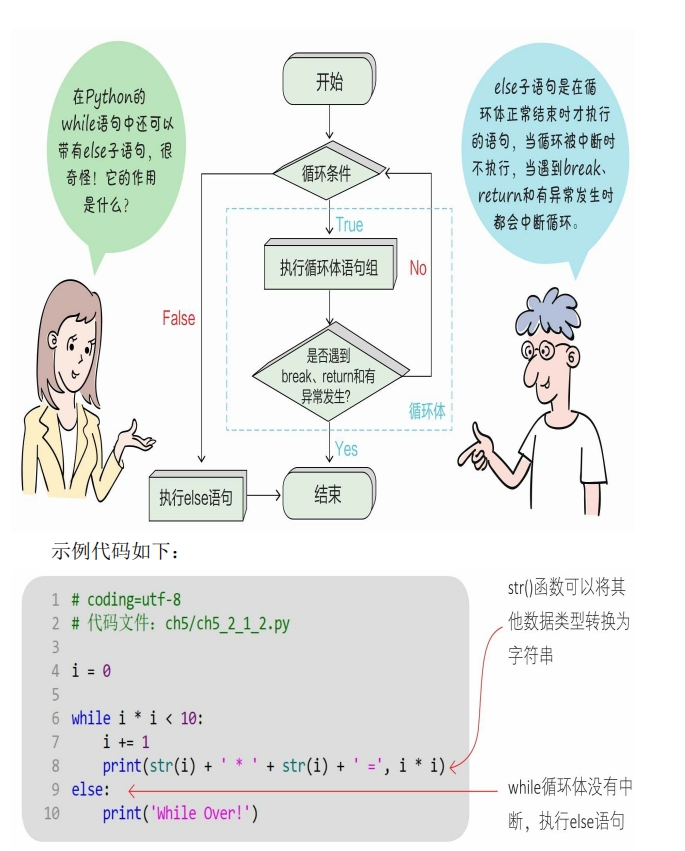 在Python的
while语句中还可以
带有else子语句，很
奇怪！它的作用
是什么？
开始
else子语句是在循
环体正常结束时才执行
的语句，当循环被中断时
不执行，当遇到break、
return和有异常发生时
都会中断循环。
循环条件
True
执行循环体语句组
No
False
是否遇到
break、return和有
异常发生?
循环体
Yes
执行else语句
结束
示例代码如下：
1 # coding=utf-8
2 # 代码文件：ch5/ch5_2_1_2.py
3
4 i = 0
5
6 while i * i < 10:
7     i += 1
8     print(str(i) + ' * ' + str(i) + ' =', i * i)
9 else:
10     print('While Over!')
str()函数可以将其
他数据类型转换为
字符串
while循环体没有中
断，执行else语句